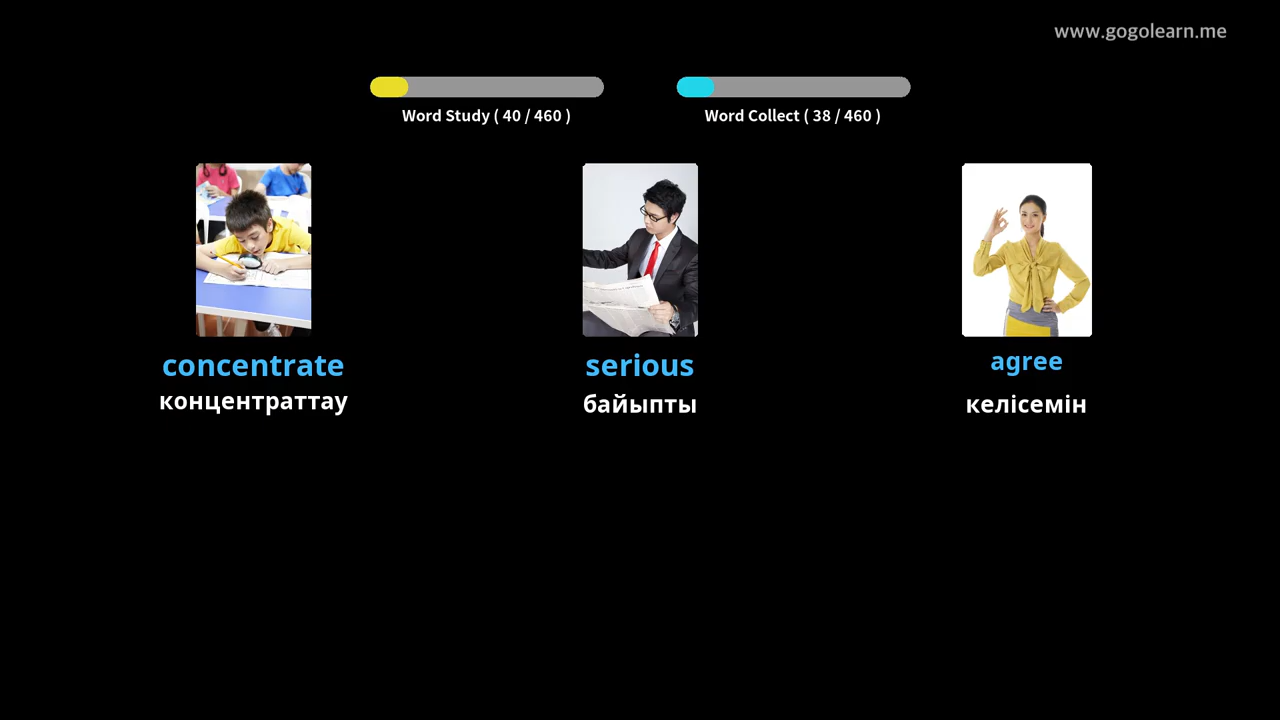 www.gogolearn.me
Word Study ( 40 / 460 )
Word Collect ( 38 / 460 )
concentrate
serious
agree
концентраттау
байыпты
келісемін